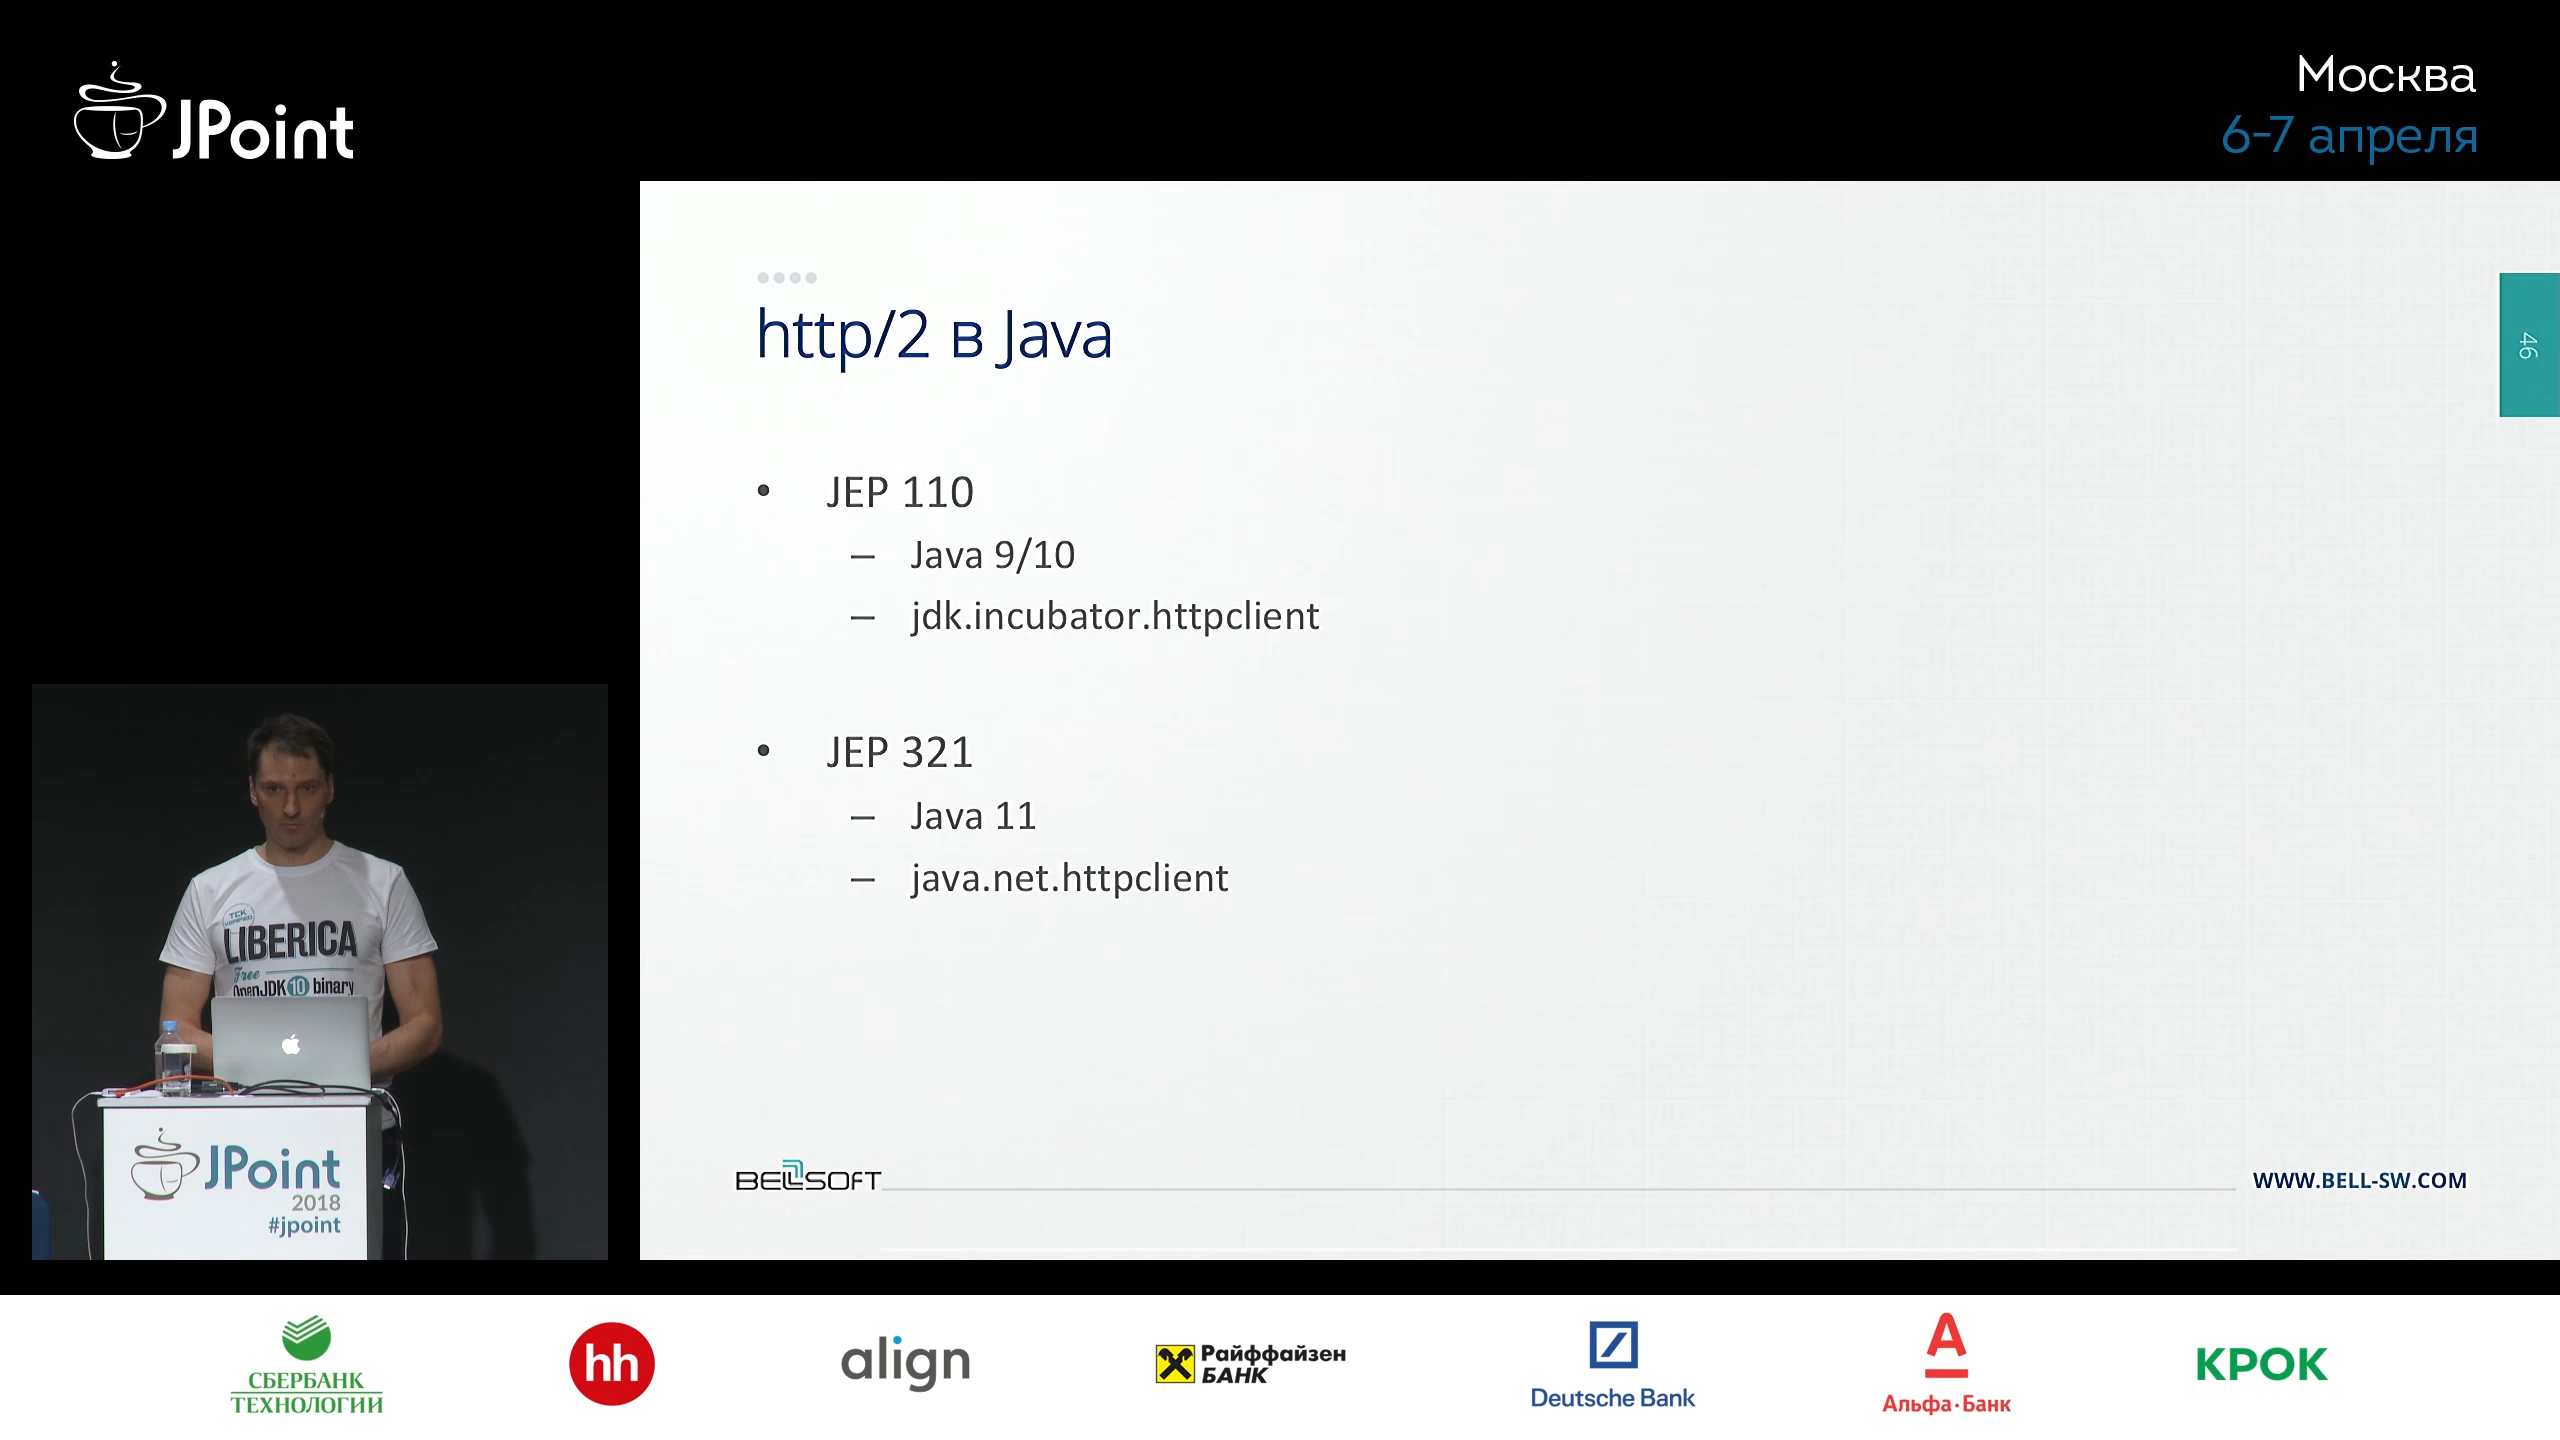 JPoint
Москва
6-7 апреля
http/2 в Java
46
• JEP 110
– Java 9/10
– jdk.incubator.httpclient
• JEP 321
– Java 11
– java.net.httpclient
BELLSOFT
WWW.BELL-SW.COM
TCK
VERIFIED
LIBERICA
Free
OpenJDK 10 binary
JPoint
2018
#jpoint
СБЕРБАНК
ТЕХНОЛОГИИ
hh
align
Райффайзен
БАНК
Deutsche Bank
А
Альфа·Банк
КРОК